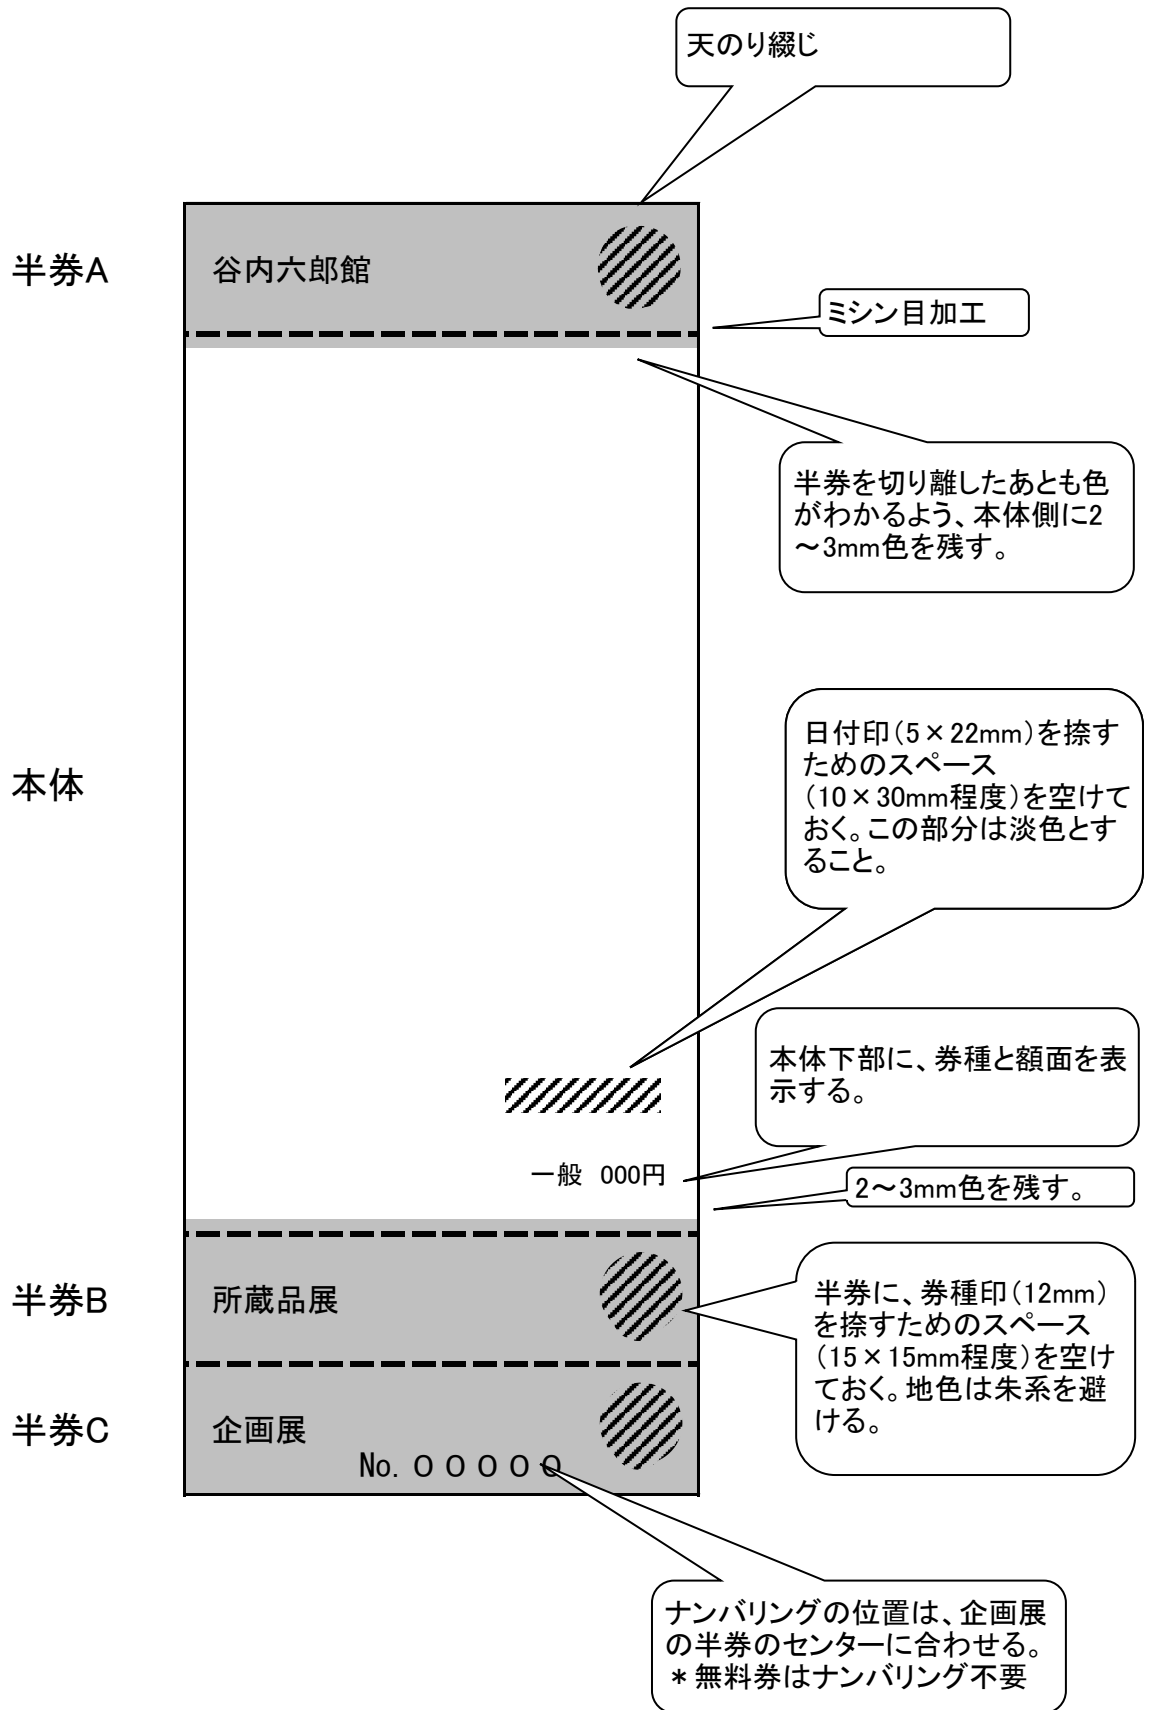 天のり綴じ
半券A
谷内六郎館
ミシン目加工
半券を切り離したあとも色
がわかるよう、本体側に2
～3mm色を残す。
本体
日付印（5×22mm）を捺す
ためのスペース
（10×30mm程度）を空けて
おく。この部分は淡色とす
ること。
本体下部に、券種と額面を表
示する。
一般 000円
2～3mm色を残す。
半券B
所蔵品展
半券に、券種印（12mm）
を捺すためのスペース
（15×15mm程度）を空け
ておく。地色は朱系を避
ける。
半券C
企画展
No. ０００００
ナンバリングの位置は、企画展
の半券のセンターに合わせる。
＊無料券はナンバリング不要